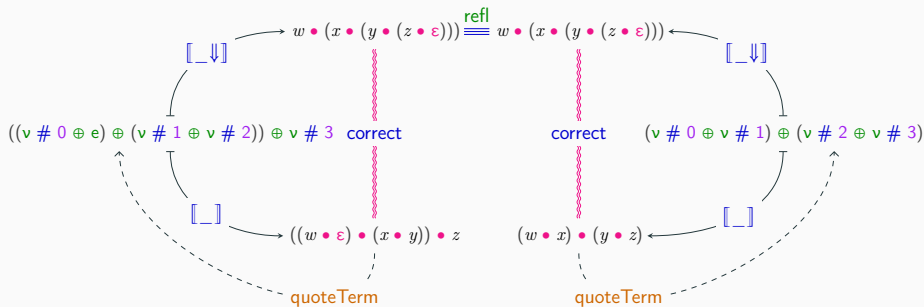 refl
w • (x • (y • (z • ε))) ≡ w • (x • (y • (z • ε)))
⟦_⇓⟧ ⟦_⇓⟧
((ν # 0 ⊕ e) ⊕ (ν # 1 ⊕ ν # 2)) ⊕ ν # 3 correct correct (ν # 0 ⊕ ν # 1) ⊕ (ν # 2 ⊕ ν # 3)
⟦_⟧ ⟦_⟧
((w • ε) • (x • y)) • z (w • x) • (y • z)
quoteTerm quoteTerm